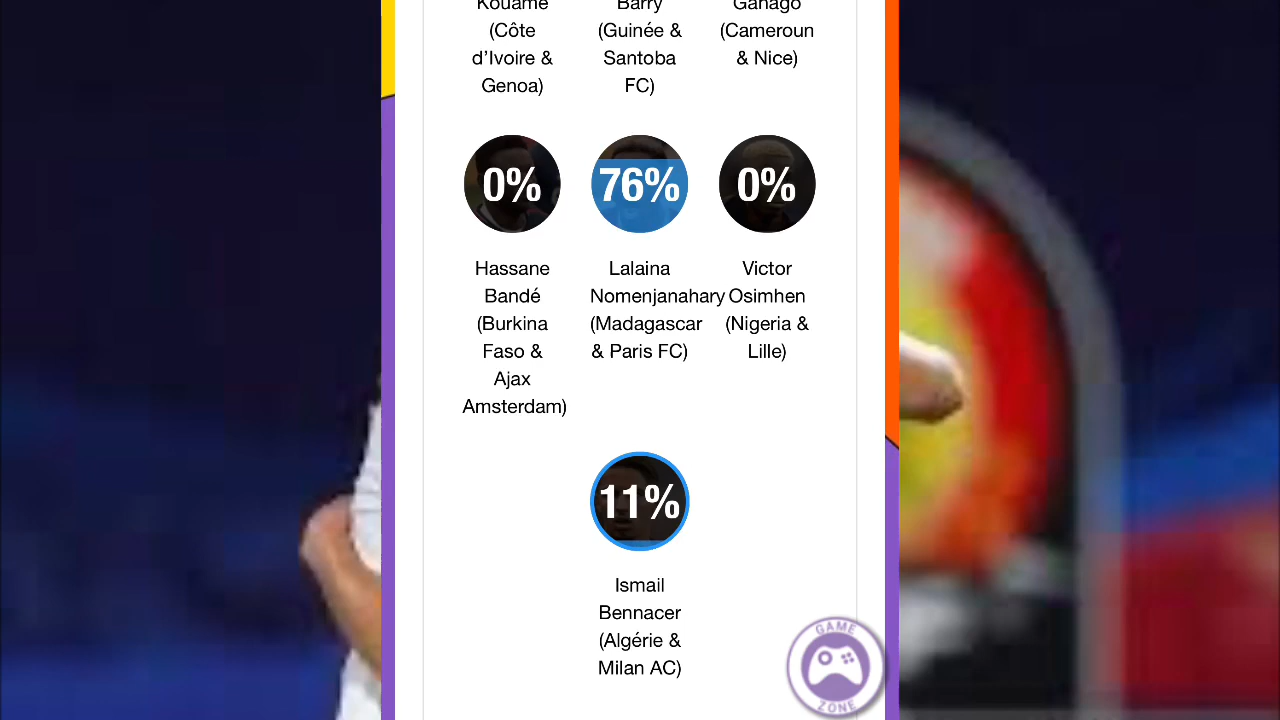 Kouamé
(Côte
d’Ivoire &
Genoa)
Barry
(Guinée &
Santoba
FC)
Ganago
(Cameroun
& Nice)
0%
76%
0%
Hassane
Bandé
(Burkina
Faso &
Ajax
Amsterdam)
Lalaina
Nomenjanahary
(Madagascar
& Paris FC)
Victor
Osimhen
(Nigeria &
Lille)
11%
Ismail
Bennacer
(Algérie &
Milan AC)
GAME
ZONE